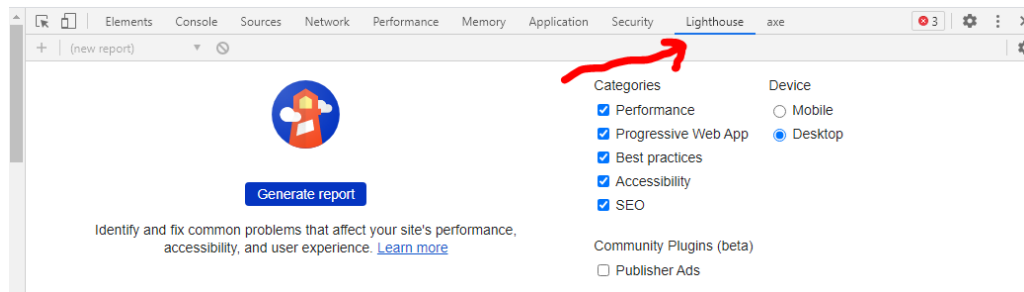 Elements Console Sources Network Performance Memory Application Security Lighthouse axe 3
+ (new report)
Categories Device
Performance Mobile
Progressive Web App Desktop
Best practices
Accessibility
SEO
Generate report
Identify and fix common problems that affect your site's performance,
accessibility, and user experience. Learn more
Community Plugins (beta)
Publisher Ads